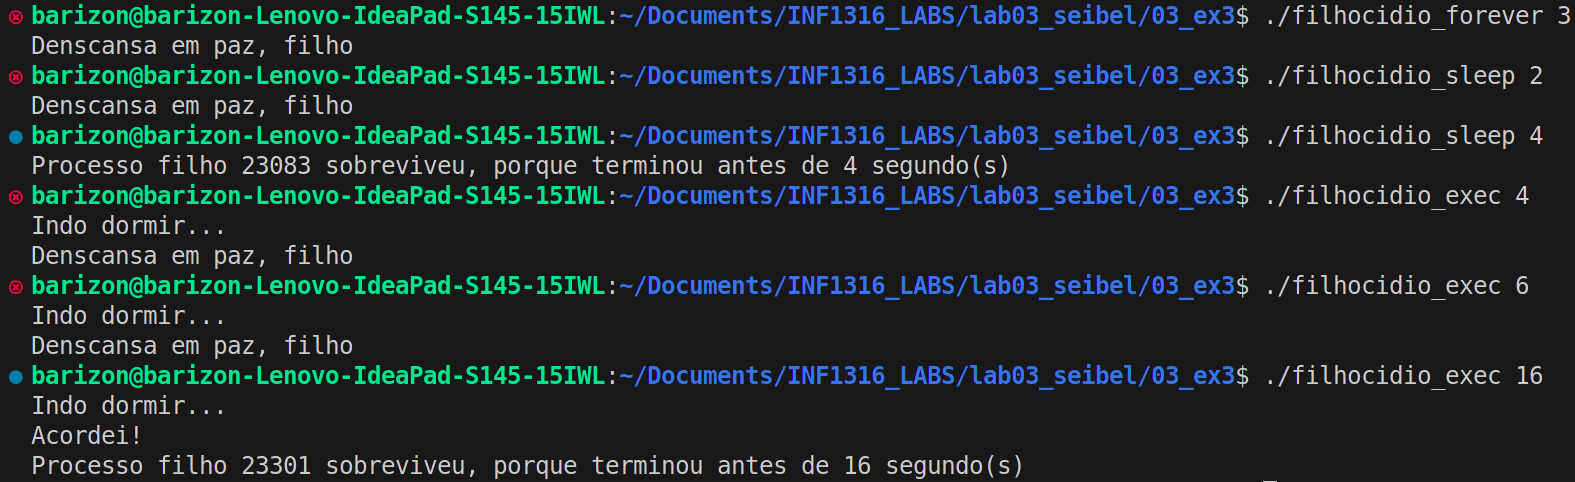 barizon@barizon-Lenovo-IdeaPad-S145-15IWL:~/Documents/INF1316_LABS/lab03_seibel/03_ex3$ ./filhocidio_forever 3
Denscansa em paz, filho
barizon@barizon-Lenovo-IdeaPad-S145-15IWL:~/Documents/INF1316_LABS/lab03_seibel/03_ex3$ ./filhocidio_sleep 2
Denscansa em paz, filho
barizon@barizon-Lenovo-IdeaPad-S145-15IWL:~/Documents/INF1316_LABS/lab03_seibel/03_ex3$ ./filhocidio_sleep 4
Processo filho 23083 sobreviveu, porque terminou antes de 4 segundo(s)
barizon@barizon-Lenovo-IdeaPad-S145-15IWL:~/Documents/INF1316_LABS/lab03_seibel/03_ex3$ ./filhocidio_exec 4
Indo dormir...
Denscansa em paz, filho
barizon@barizon-Lenovo-IdeaPad-S145-15IWL:~/Documents/INF1316_LABS/lab03_seibel/03_ex3$ ./filhocidio_exec 6
Indo dormir...
Denscansa em paz, filho
barizon@barizon-Lenovo-IdeaPad-S145-15IWL:~/Documents/INF1316_LABS/lab03_seibel/03_ex3$ ./filhocidio_exec 16
Indo dormir...
Acordei!
Processo filho 23301 sobreviveu, porque terminou antes de 16 segundo(s)